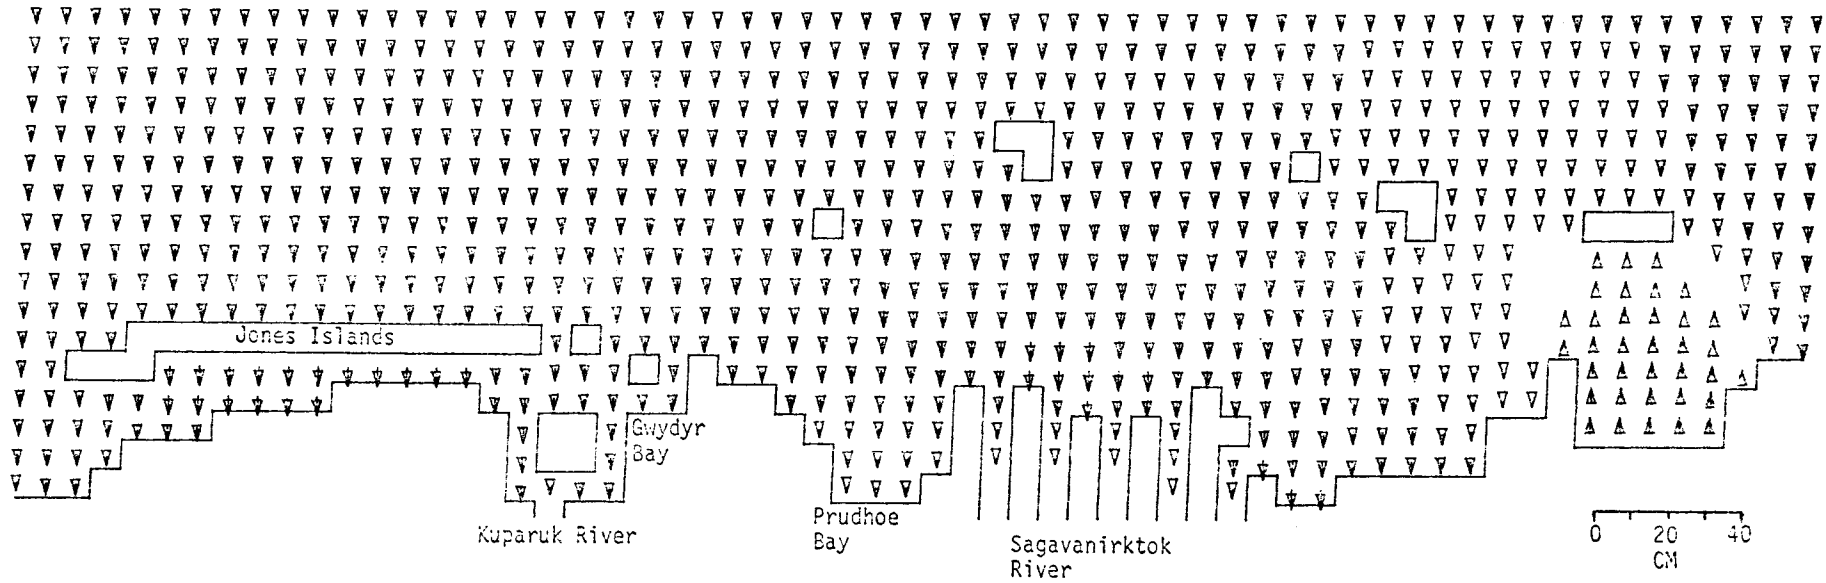 Jones Islands
Gwydyr
Bay
Kuparuk River
Prudhoe
Bay
Sagavanirktok
River
0 20 40
CM